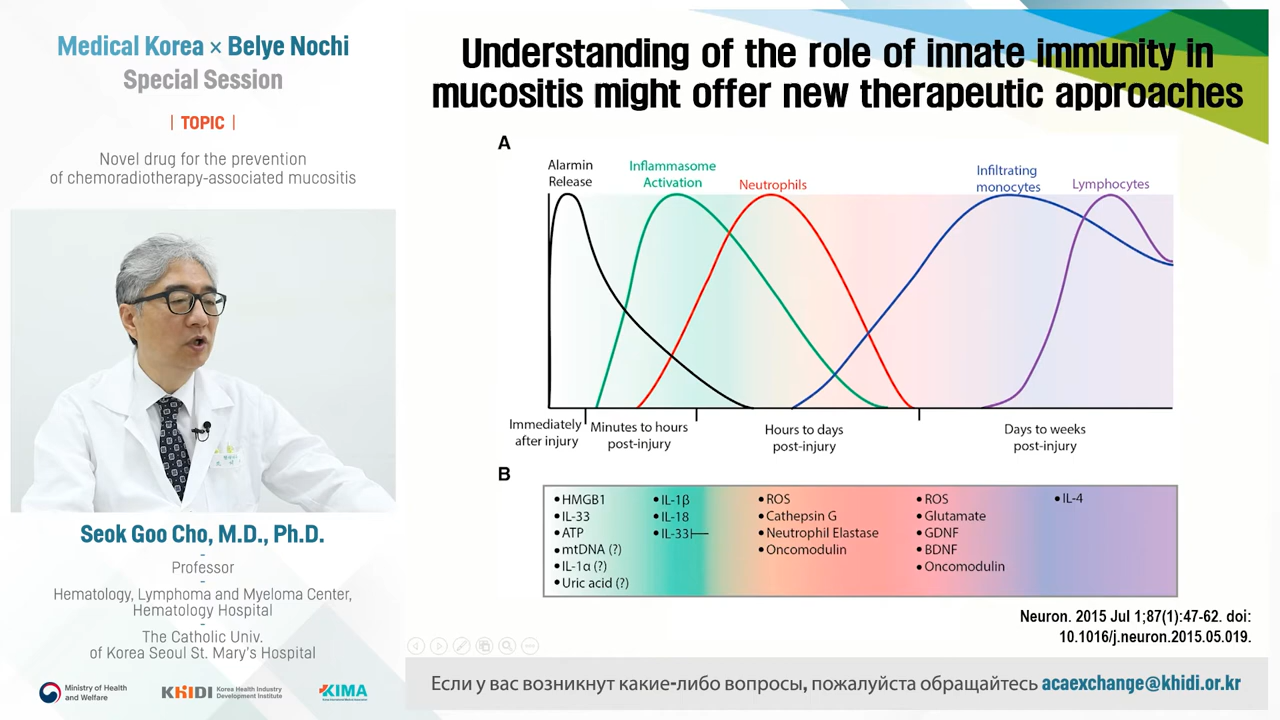 Medical Korea × Belye Nochi
Special Session
| TOPIC |
Novel drug for the prevention
of chemoradiotherapy-associated mucositis
Seok Goo Cho, M.D., Ph.D.
-
Professor
-
Hematology, Lymphoma and Myeloma Center,
Hematology Hospital
-
The Catholic Univ.
of Korea Seoul St. Mary's Hospital
Ministry of Health
and Welfare
KHIDI
Korea Health Industry
Development Institute
KIMA
Understanding of the role of innate immunity in
mucositis might offer new therapeutic approaches
A
Alarmin
Release
Inflammasome
Activation
Neutrophils
Infiltrating
monocytes
Lymphocytes
Immediately
after injury
Minutes to hours
post-injury
Hours to days
post-injury
Days to weeks
post-injury
B
• HMGB1
• IL-33
• ATP
• mtDNA (?)
• IL-1α (?)
• Uric acid (?)
• IL-1β
• IL-18
• IL-33
• ROS
• Cathepsin G
• Neutrophil Elastase
• Oncomodulin
• ROS
• Glutamate
• GDNF
• BDNF
• Oncomodulin
• IL-4
Neuron. 2015 Jul 1;87(1):47-62. doi:
10.1016/j.neuron.2015.05.019.
Если у вас возникнут какие-либо вопросы, пожалуйста обращайтесь acaexchange@khidi.or.kr